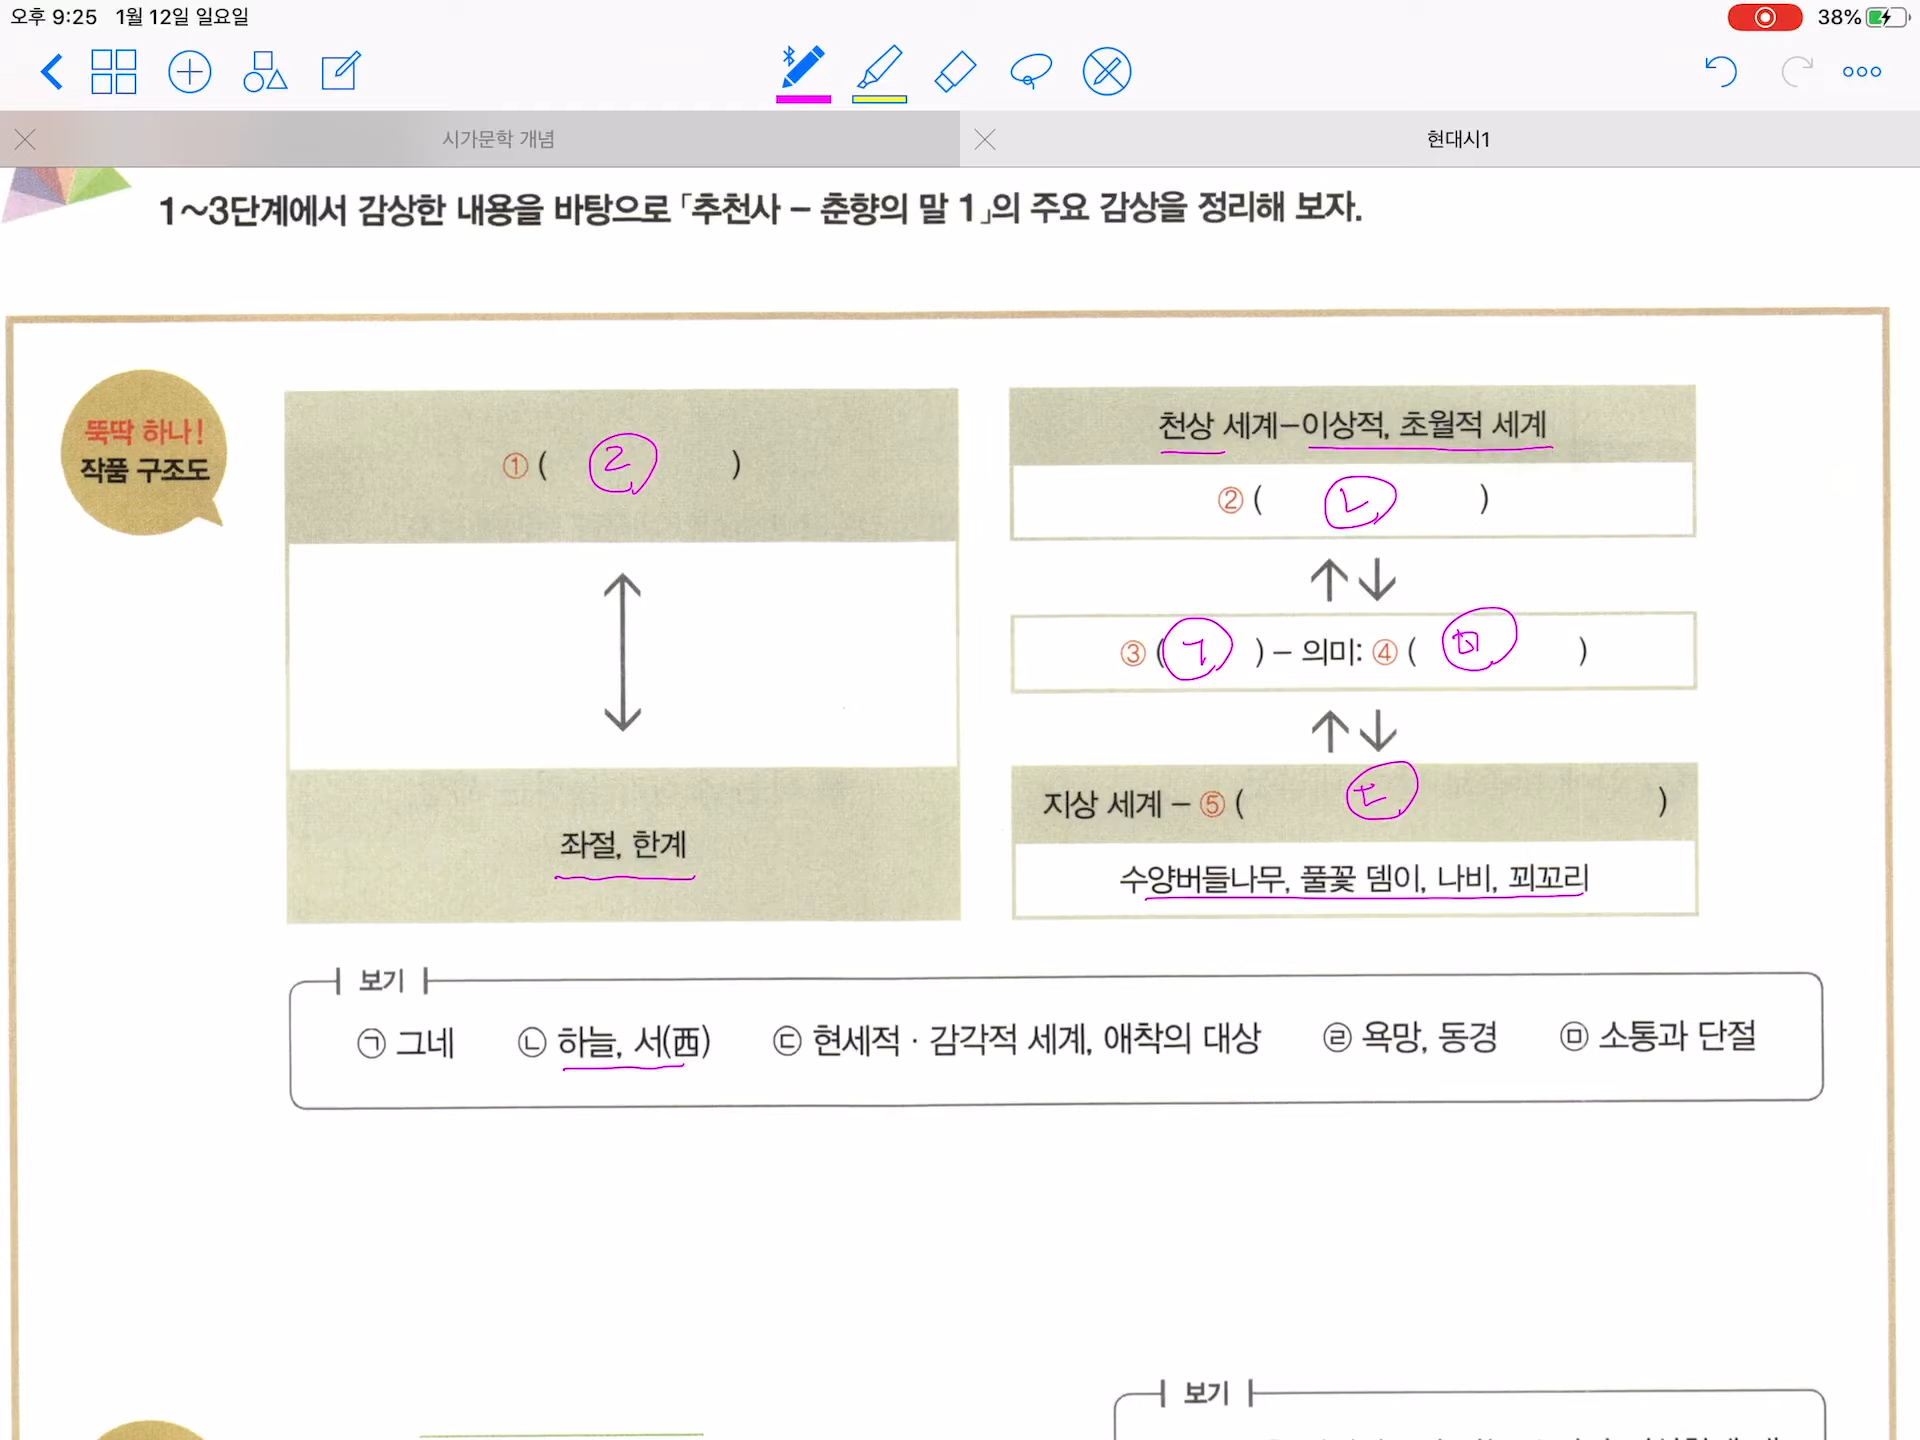 오후 9:25 1월 12일 일요일
38%
시가문학 개념
현대시1
1~3단계에서 감상한 내용을 바탕으로 「추천사 – 춘향의 말 1」의 주요 감상을 정리해 보자.
뚝딱 하나!
작품 구조도
① ( ㄹ )
좌절, 한계
천상 세계–이상적, 초월적 세계
② ( ㄴ )
③ ( ㄱ ) – 의미: ④ ( ㅁ )
지상 세계 – ⑤ ( ㄷ )
수양버들나무, 풀꽃 뎀이, 나비, 꾀꼬리
보기
㉠ 그네 ㉡ 하늘, 서(西) ㉢ 현세적 · 감각적 세계, 애착의 대상 ㉣ 욕망, 동경 ㉤ 소통과 단절
보기